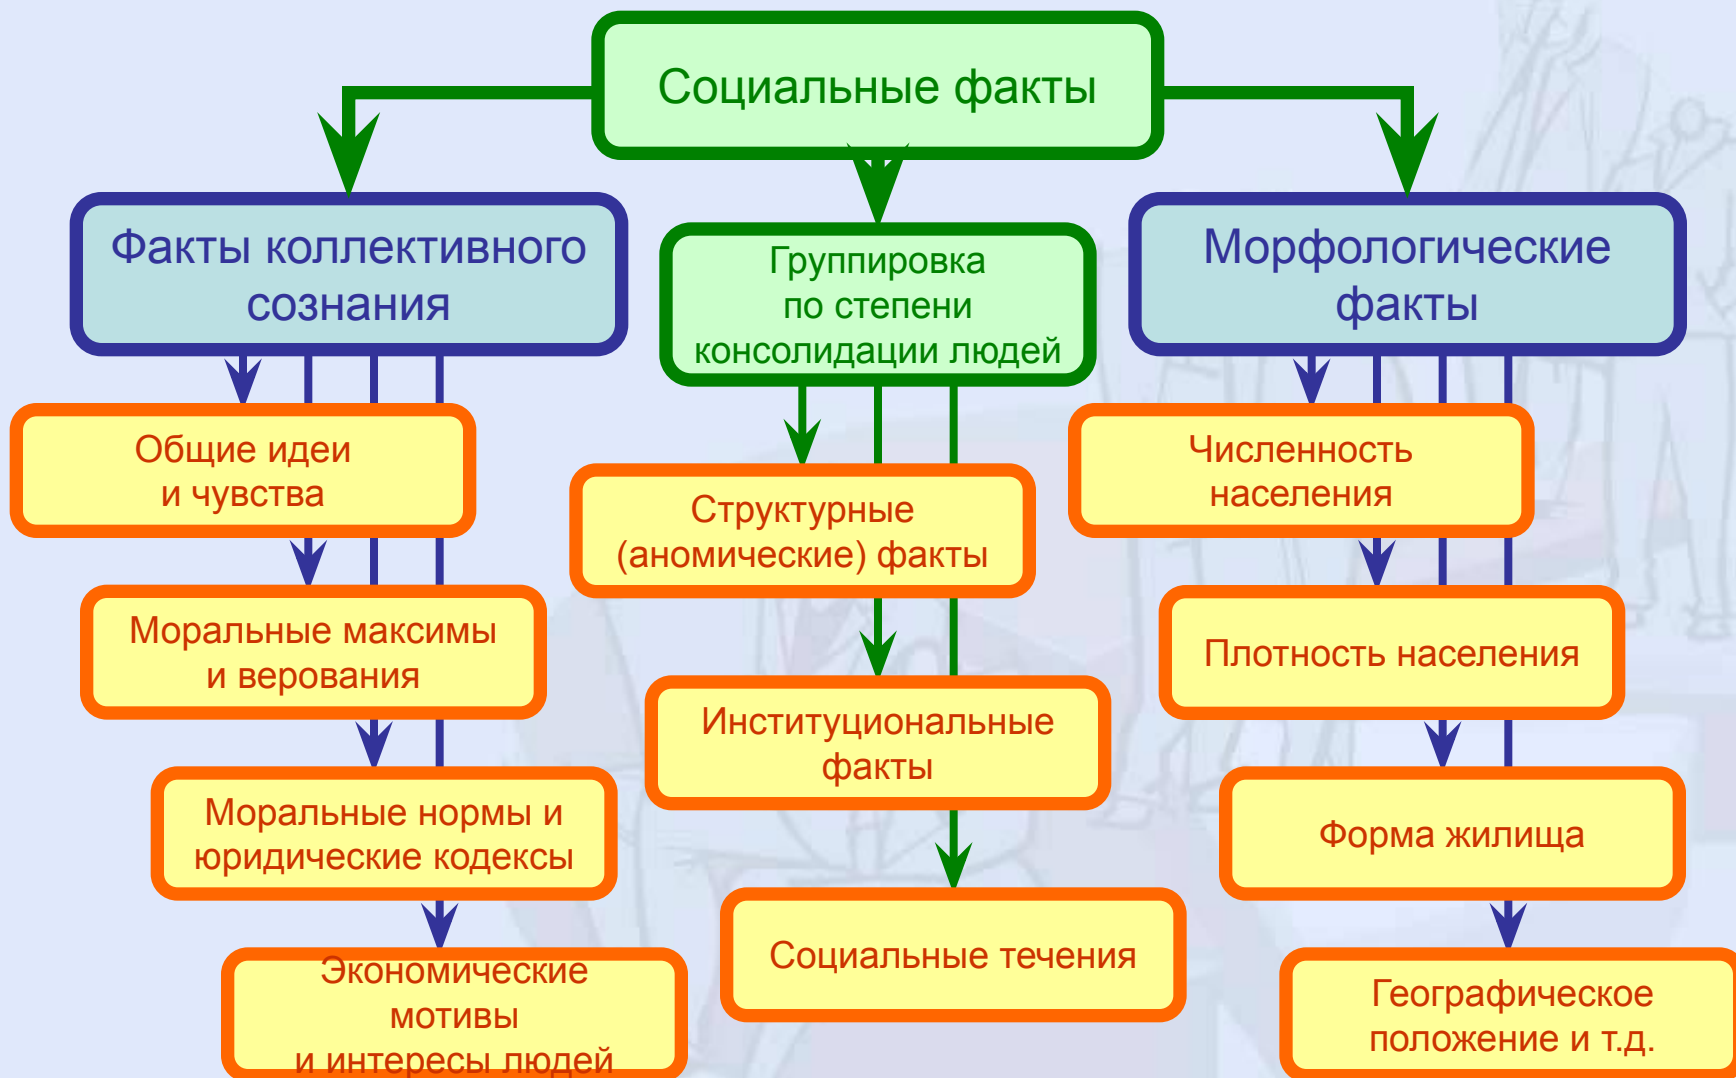 Социальные факты
Факты коллективного
сознания
Общие идеи
и чувства
Моральные максимы
и верования
Моральные нормы и
юридические кодексы
Экономические
мотивы
и интересы людей
Группировка
по степени
консолидации людей
Структурные
(аномические) факты
Институциональные
факты
Социальные течения
Морфологические
факты
Численность
населения
Плотность населения
Форма жилища
Географическое
положение и т.д.